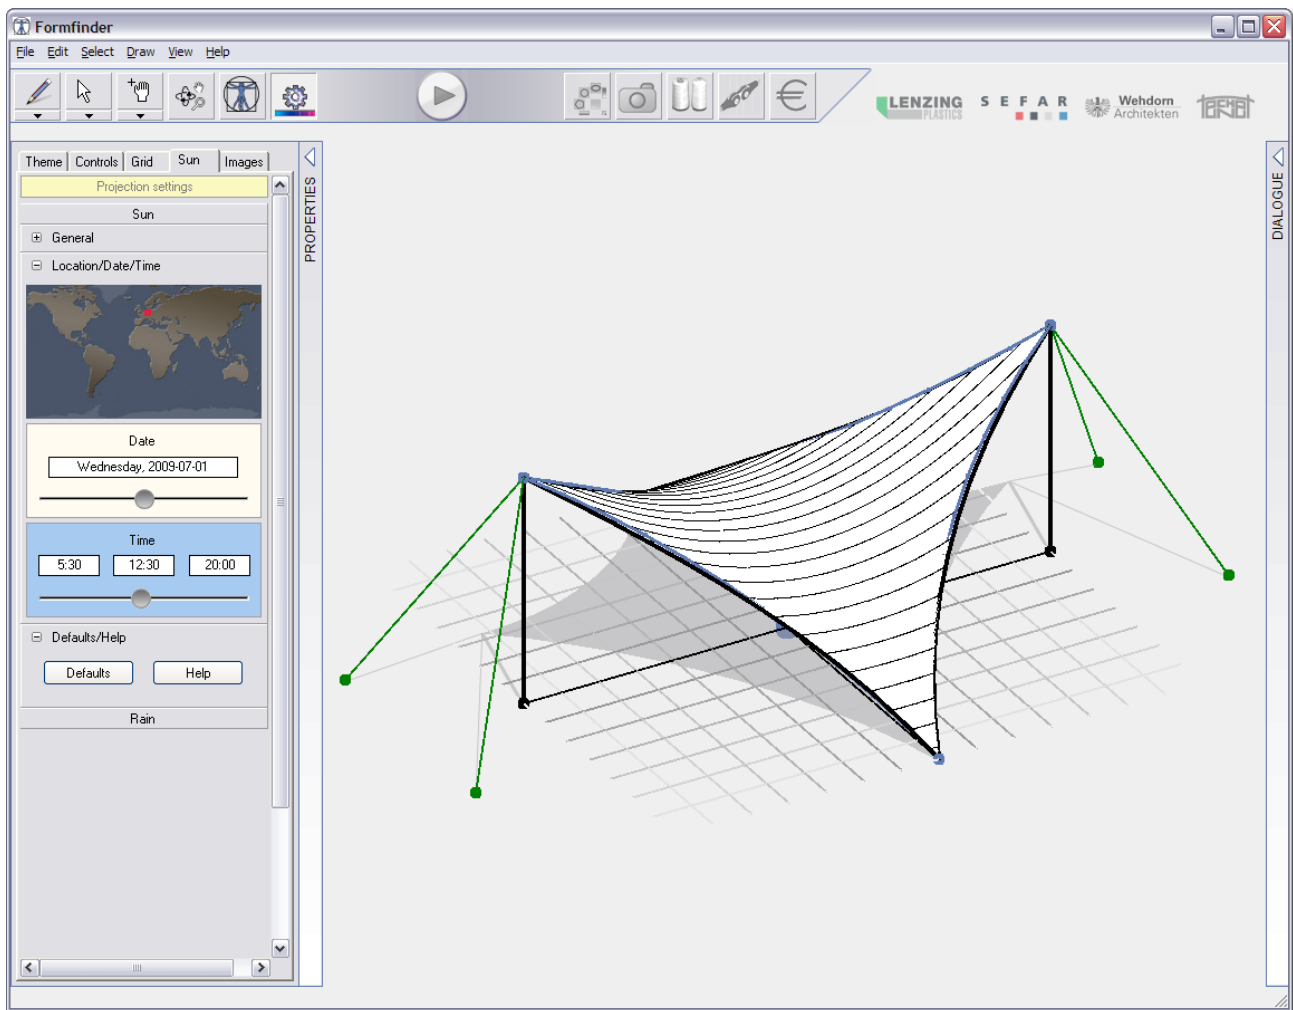 Formfinder
File Edit Select Draw View Help
LENZING
PLASTICS
SEFAR
Wehdorn
Architekten
Theme Controls Grid Sun Images
Projection settings
Sun
General
Location/Date/Time
Date
Wednesday, 2009-07-01
Time
5:30 12:30 20:00
Defaults/Help
Defaults Help
Rain
PROPERTIES
DIALOGUE